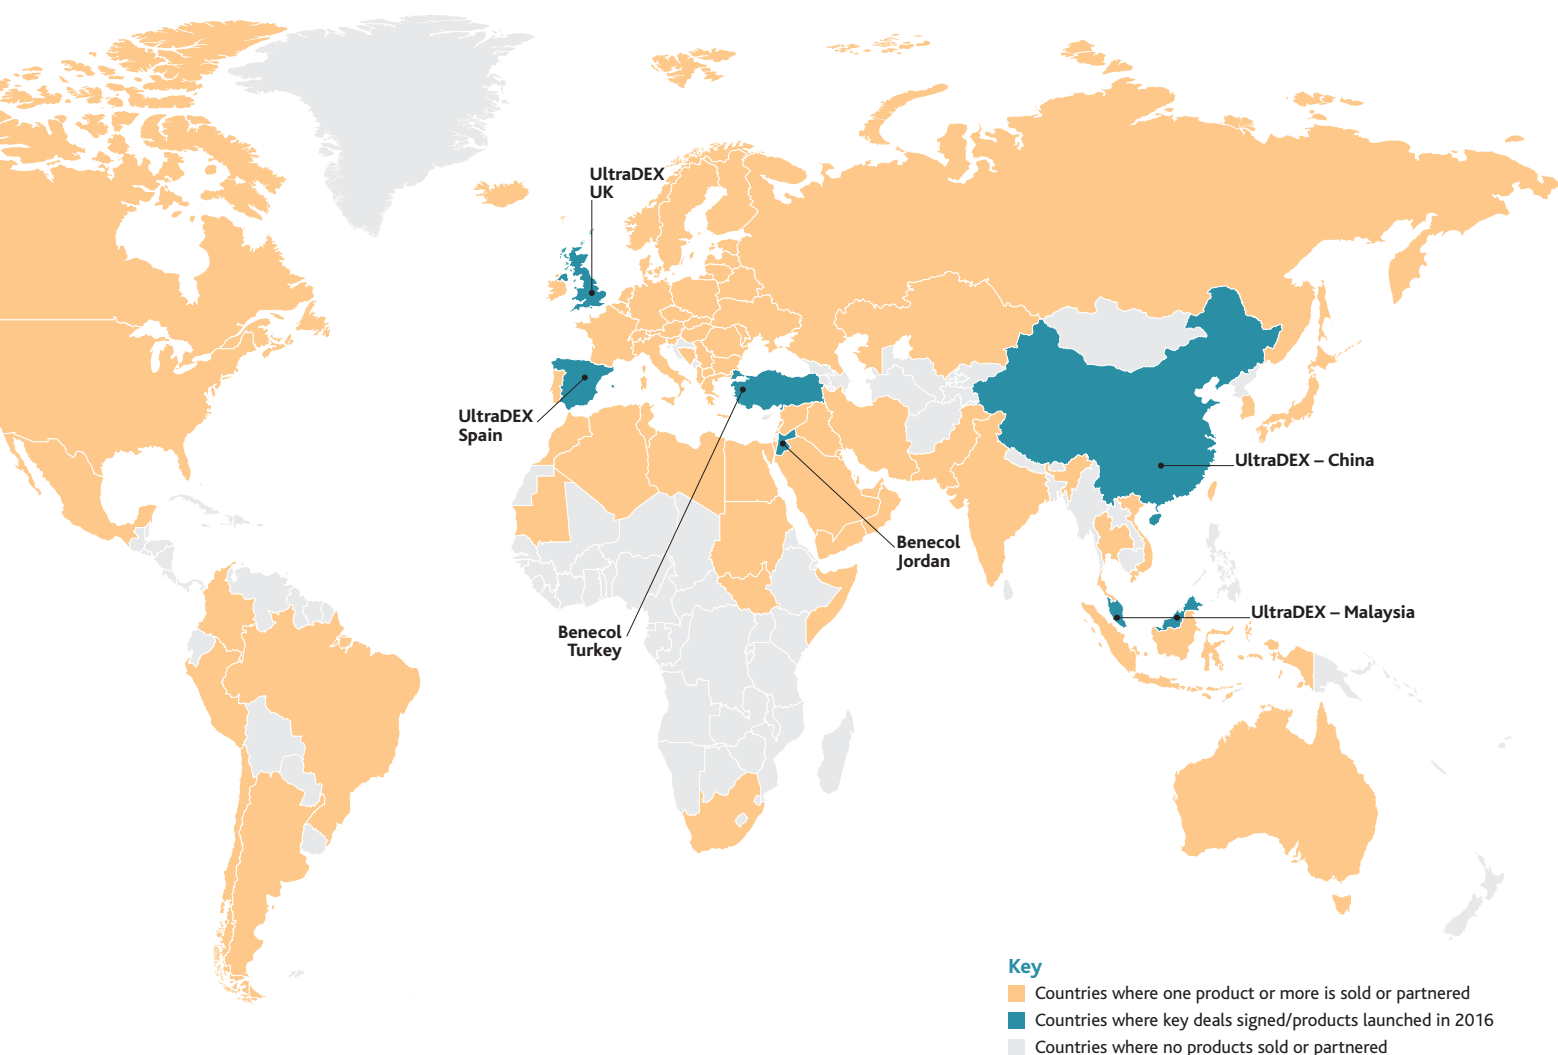 UltraDEX
UK
UltraDEX
Spain
UltraDEX – China
Benecol
Jordan
UltraDEX – Malaysia
Benecol
Turkey
Key
Countries where one product or more is sold or partnered
Countries where key deals signed/products launched in 2016
Countries where no products sold or partnered